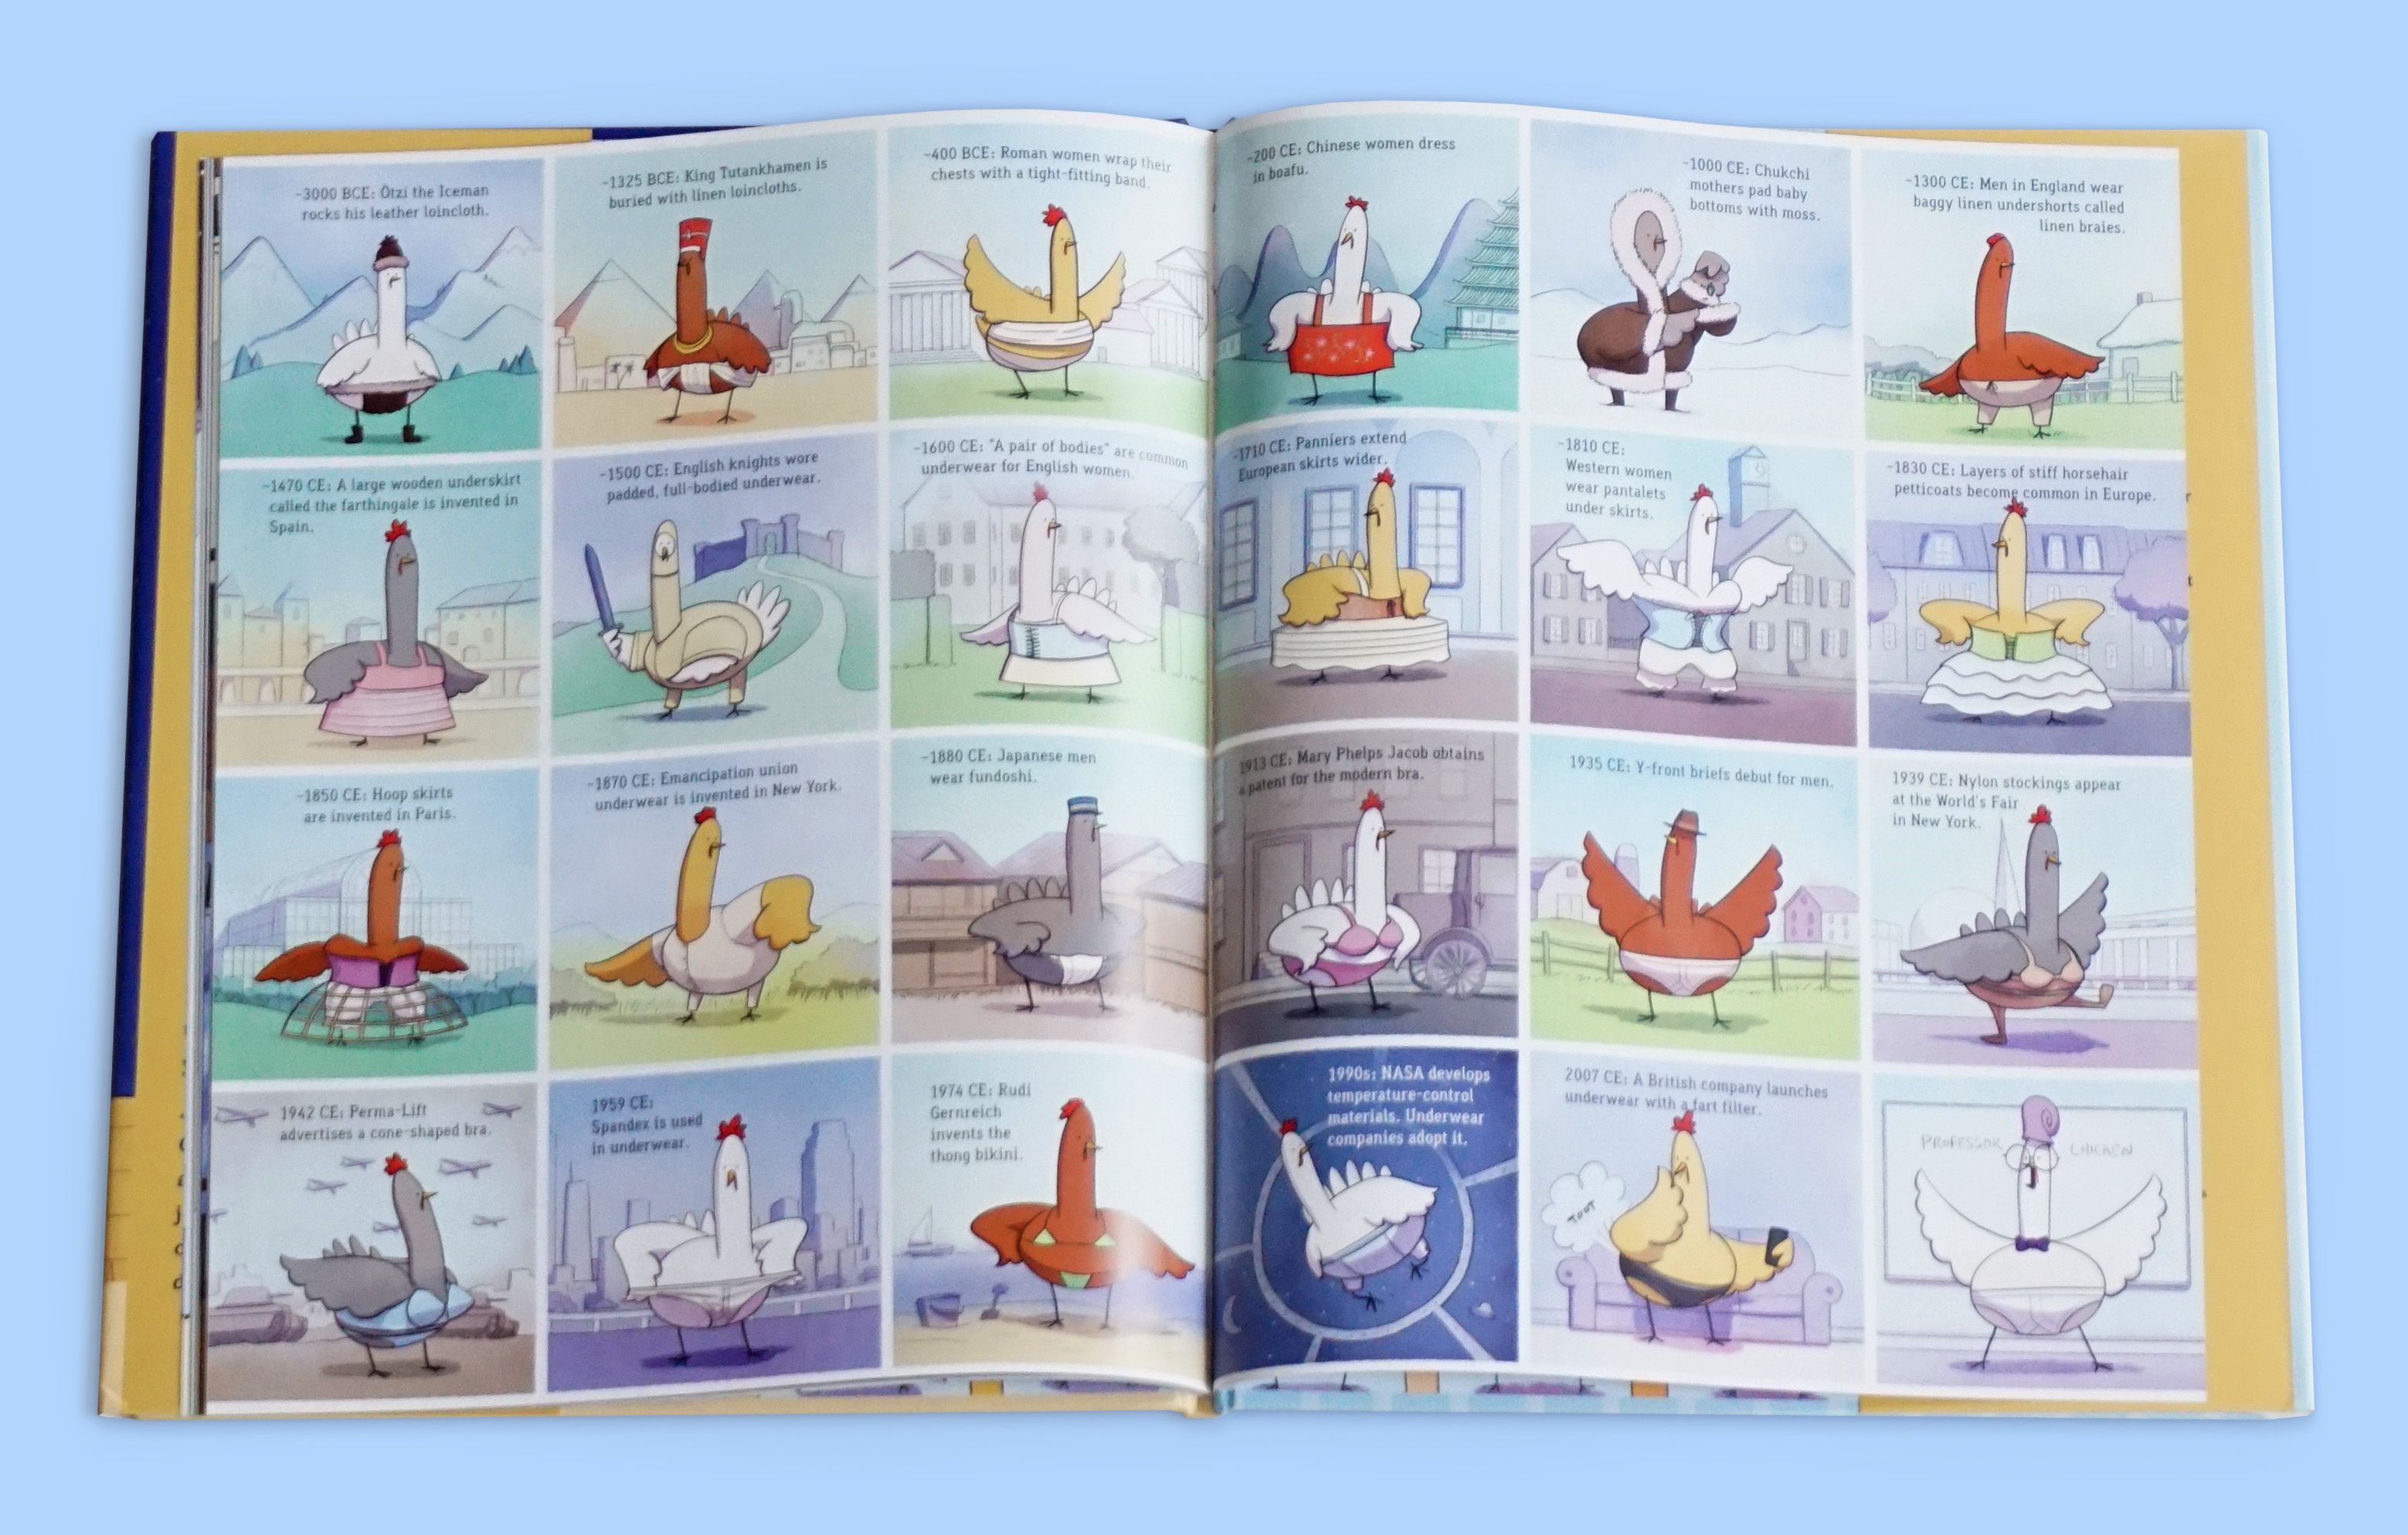 ~3000 BCE: Ötzi the Iceman
rocks his leather loincloth.
~1325 BCE: King Tutankhamen is
buried with linen loincloths.
~400 BCE: Roman women wrap their
chests with a tight-fitting band.
~200 CE: Chinese women dress
in boafu.
~1000 CE: Chukchi
mothers pad baby
bottoms with moss.
~1300 CE: Men in England wear
baggy linen undershorts called
linen braies.
~1470 CE: A large wooden underskirt
called the farthingale is invented in
Spain.
~1500 CE: English knights wore
padded, full-bodied underwear.
~1600 CE: "A pair of bodies" are common
underwear for English women.
~1710 CE: Panniers extend
European skirts wider.
~1810 CE:
Western women
wear pantalets
under skirts.
~1830 CE: Layers of stiff horsehair
petticoats become common in Europe.
~1850 CE: Hoop skirts
are invented in Paris.
~1870 CE: Emancipation union
underwear is invented in New York.
~1880 CE: Japanese men
wear fundoshi.
1913 CE: Mary Phelps Jacob obtains
a patent for the modern bra.
1935 CE: Y-front briefs debut for men.
1939 CE: Nylon stockings appear
at the World's Fair
in New York.
1942 CE: Perma-Lift
advertises a cone-shaped bra.
1959 CE:
Spandex is used
in underwear.
1974 CE: Rudi
Gernreich
invents the
thong bikini.
1990s: NASA develops
temperature-control
materials. Underwear
companies adopt it.
2007 CE: A British company launches
underwear with a fart filter.
TOOT
PROFESSOR CHICKEN